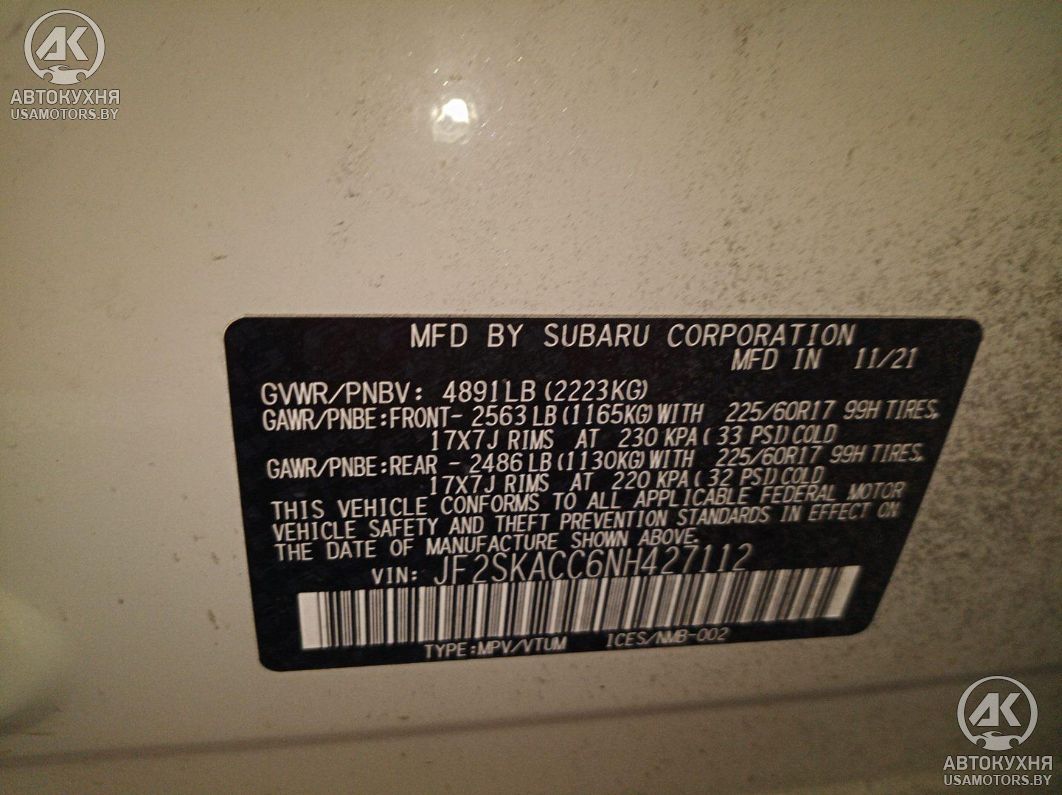 AK
АВТОКУХНЯ
USAMOTORS.BY
MFD BY SUBARU CORPORATION
MFD IN 11/21
GVWR/PNBV: 4891LB (2223KG)
GAWR/PNBE:FRONT- 2563LB (1165KG) WITH 225/60R17 99H TIRES,
17X7J RIMS AT 230 KPA ( 33 PSI) COLD
GAWR/PNBE:REAR - 2486LB (1130KG) WITH 225/60R17 99H TIRES,
17X7J RIMS AT 220 KPA ( 32 PSI) COLD
THIS VEHICLE CONFORMS TO ALL APPLICABLE FEDERAL MOTOR
VEHICLE SAFETY AND THEFT PREVENTION STANDARDS IN EFFECT ON
THE DATE OF MANUFACTURE SHOWN ABOVE.
VIN: JF2SKACC6NH427112
TYPE:MPV/VTUM ICES/NMB-002
AK
АВТОКУХНЯ
USAMOTORS.BY